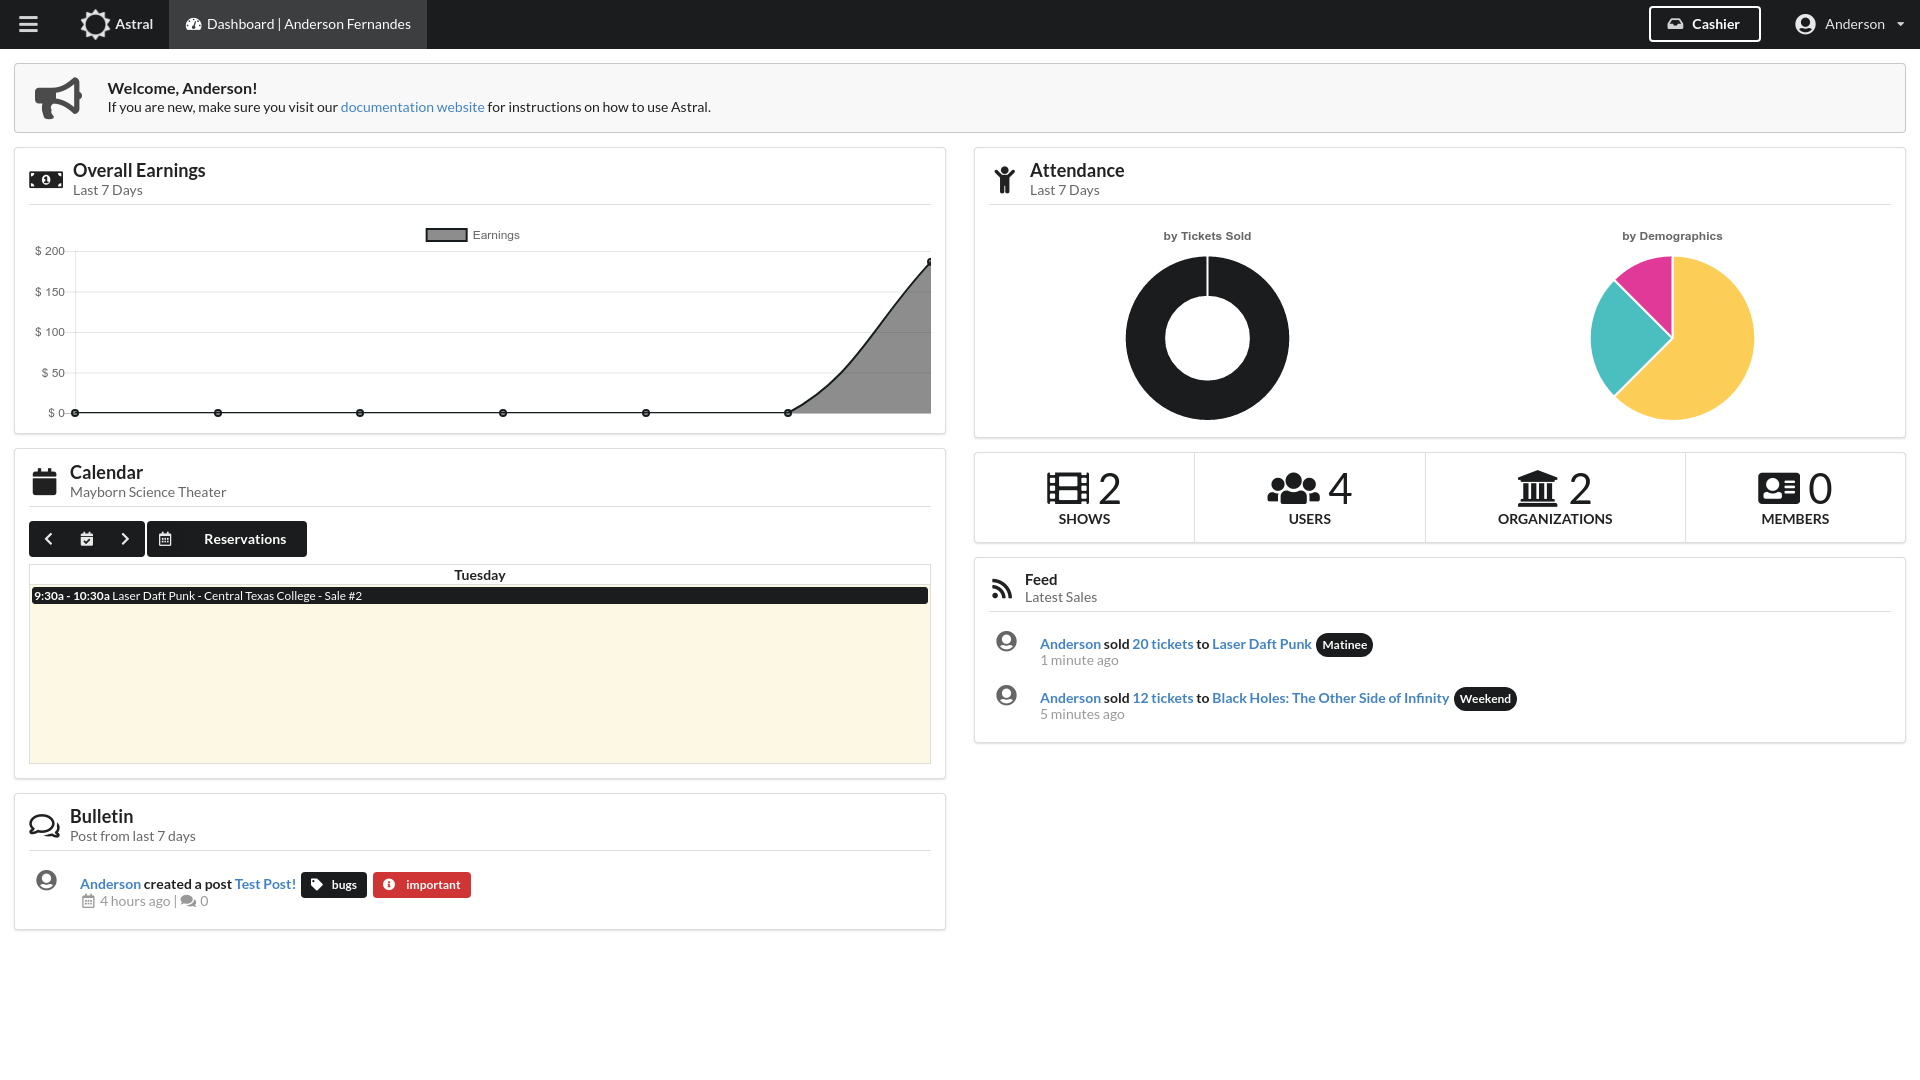 Astral
Dashboard | Anderson Fernandes
Cashier
Anderson
Welcome, Anderson!
If you are new, make sure you visit our documentation website for instructions on how to use Astral.
Overall Earnings
Last 7 Days
Earnings
$ 200
$ 150
$ 100
$ 50
$ 0
Attendance
Last 7 Days
by Tickets Sold
by Demographics
Calendar
Mayborn Science Theater
Reservations
Tuesday
9:30a - 10:30a Laser Daft Punk - Central Texas College - Sale #2
2
SHOWS
4
USERS
2
ORGANIZATIONS
0
MEMBERS
Feed
Latest Sales
Anderson sold 20 tickets to Laser Daft Punk Matinee
1 minute ago
Anderson sold 12 tickets to Black Holes: The Other Side of Infinity Weekend
5 minutes ago
Bulletin
Post from last 7 days
Anderson created a post Test Post! bugs important
4 hours ago | 0